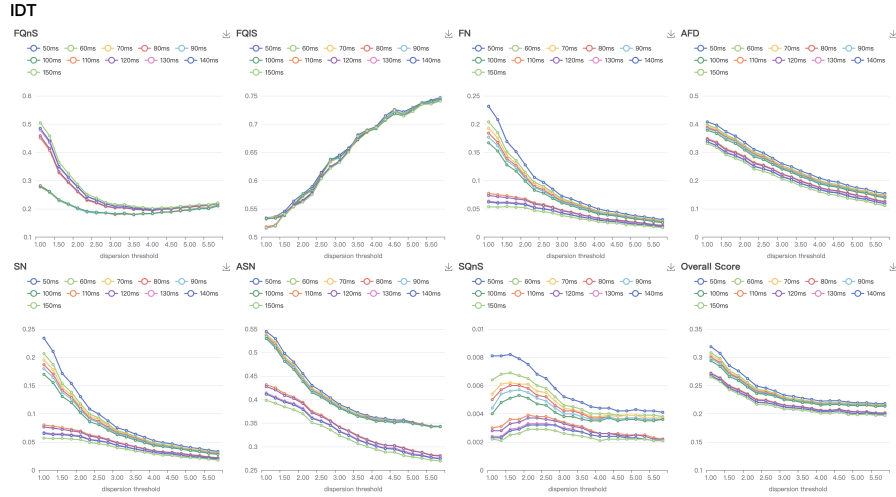 IDT
FQnS
50ms 60ms 70ms 80ms 90ms
100ms 110ms 120ms 130ms 140ms
150ms
0.6
0.5
0.4
0.3
0.2
0.1
1.00 1.50 2.00 2.50 3.00 3.50 4.00 4.50 5.00 5.50
dispersion threshold
FQlS
50ms 60ms 70ms 80ms 90ms
100ms 110ms 120ms 130ms 140ms
150ms
0.75
0.7
0.65
0.6
0.55
0.5
1.00 1.50 2.00 2.50 3.00 3.50 4.00 4.50 5.00 5.50
dispersion threshold
FN
50ms 60ms 70ms 80ms 90ms
100ms 110ms 120ms 130ms 140ms
150ms
0.25
0.2
0.15
0.1
0.05
0
1.00 1.50 2.00 2.50 3.00 3.50 4.00 4.50 5.00 5.50
dispersion threshold
AFD
50ms 60ms 70ms 80ms 90ms
100ms 110ms 120ms 130ms 140ms
150ms
0.5
0.4
0.3
0.2
0.1
0
1.00 1.50 2.00 2.50 3.00 3.50 4.00 4.50 5.00 5.50
dispersion threshold
SN
50ms 60ms 70ms 80ms 90ms
100ms 110ms 120ms 130ms 140ms
150ms
0.25
0.2
0.15
0.1
0.05
0
1.00 1.50 2.00 2.50 3.00 3.50 4.00 4.50 5.00 5.50
dispersion threshold
ASN
50ms 60ms 70ms 80ms 90ms
100ms 110ms 120ms 130ms 140ms
150ms
0.55
0.5
0.45
0.4
0.35
0.3
0.25
1.00 1.50 2.00 2.50 3.00 3.50 4.00 4.50 5.00 5.50
dispersion threshold
SQnS
50ms 60ms 70ms 80ms 90ms
100ms 110ms 120ms 130ms 140ms
150ms
0.01
0.008
0.006
0.004
0.002
0
1.00 1.50 2.00 2.50 3.00 3.50 4.00 4.50 5.00 5.50
dispersion threshold
Overall Score
50ms 60ms 70ms 80ms 90ms
100ms 110ms 120ms 130ms 140ms
150ms
0.35
0.3
0.25
0.2
0.15
0.1
1.00 1.50 2.00 2.50 3.00 3.50 4.00 4.50 5.00 5.50
dispersion threshold